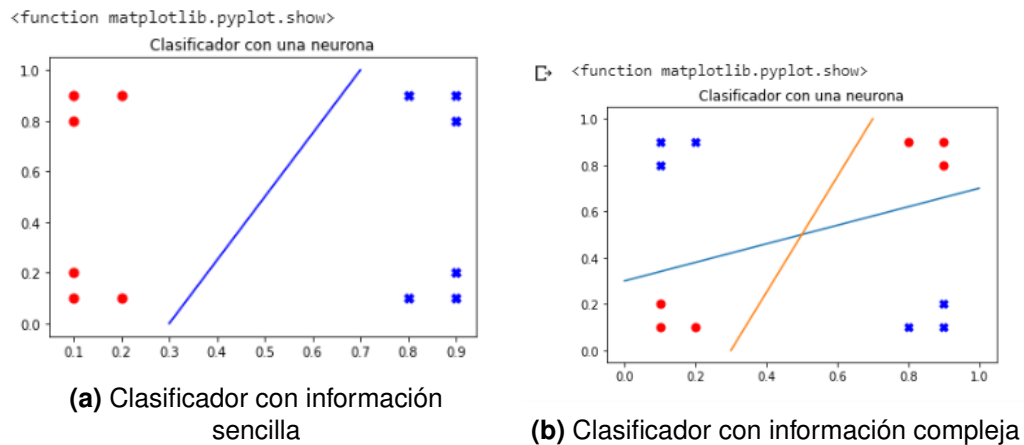 <function matplotlib.pyplot.show>
Clasificador con una neurona
1.0
0.8
0.6
0.4
0.2
0.0
0.1 0.2 0.3 0.4 0.5 0.6 0.7 0.8 0.9
(a) Clasificador con información
sencilla
<function matplotlib.pyplot.show>
Clasificador con una neurona
1.0
0.8
0.6
0.4
0.2
0.0
0.0 0.2 0.4 0.6 0.8 1.0
(b) Clasificador con información compleja